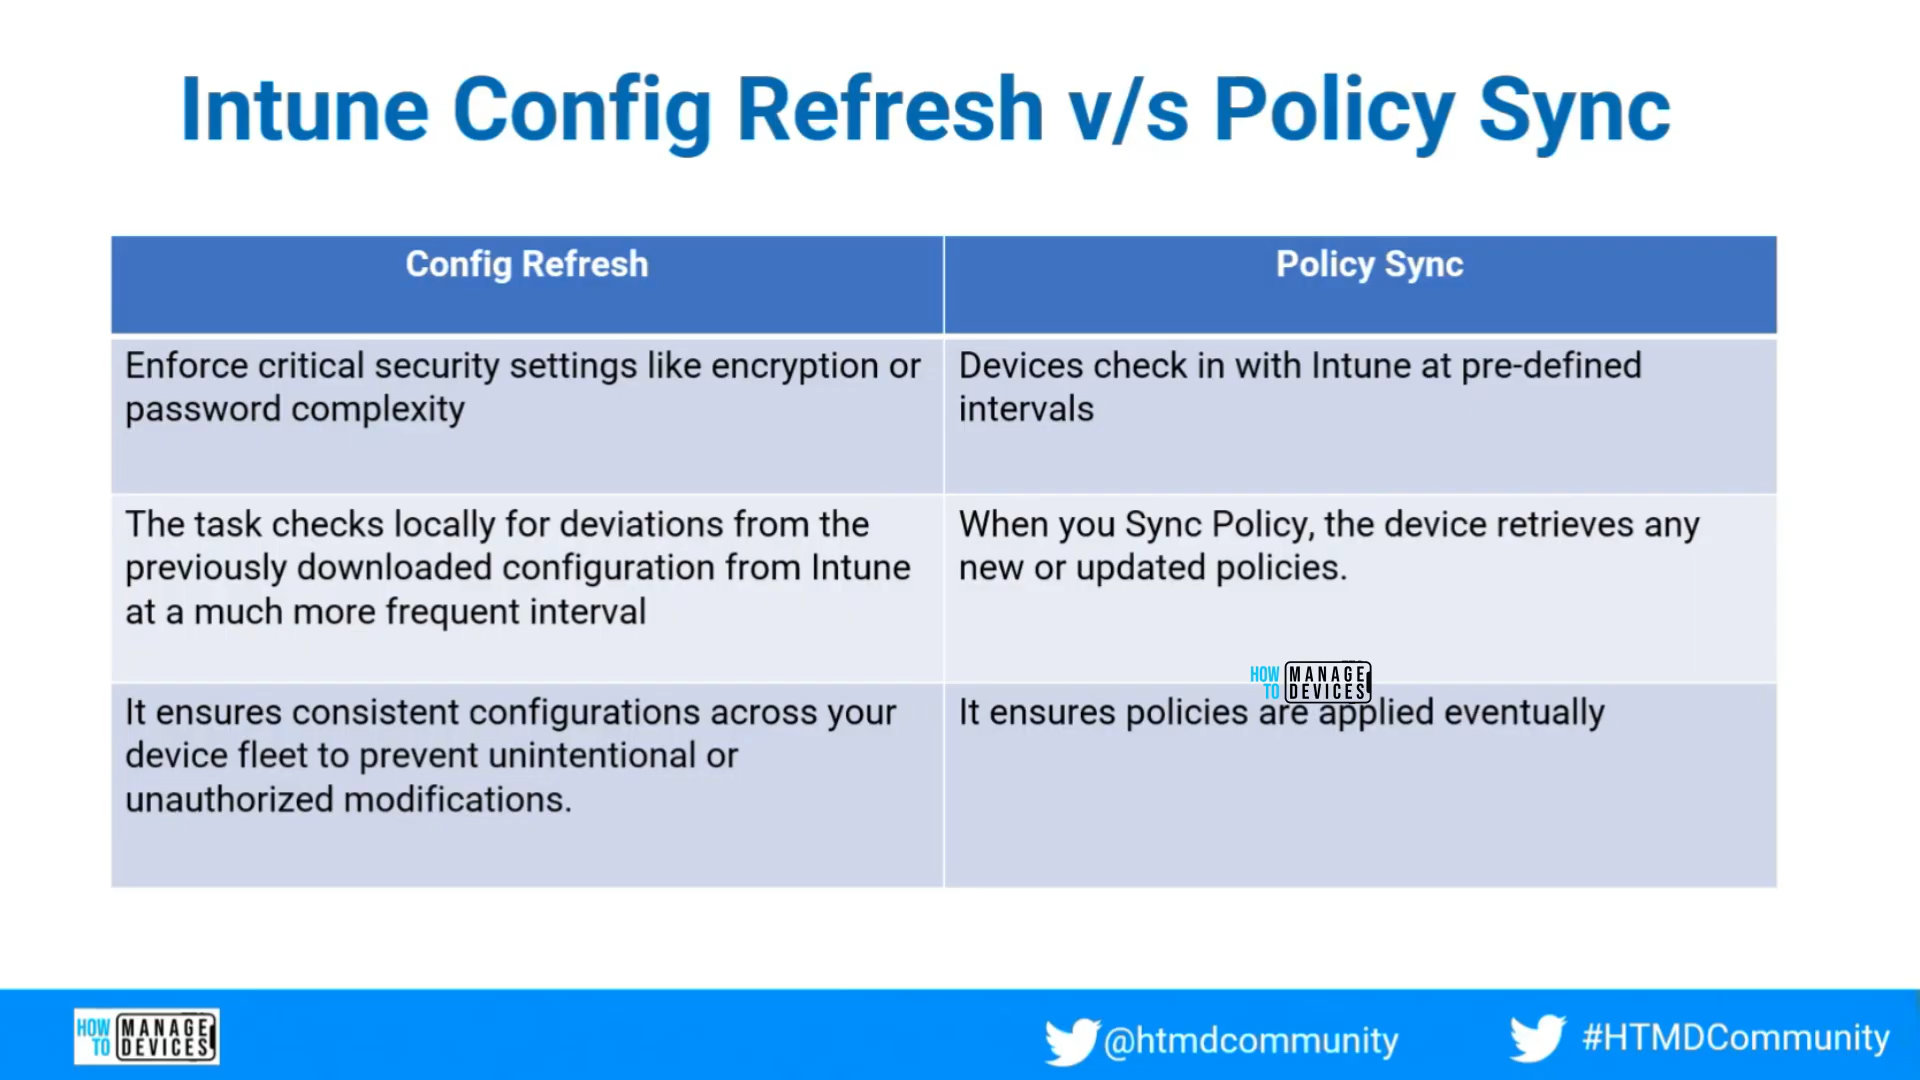 Intune Config Refresh v/s Policy Sync
Config Refresh
Policy Sync
Enforce critical security settings like encryption or
password complexity
Devices check in with Intune at pre-defined
intervals
The task checks locally for deviations from the
previously downloaded configuration from Intune
at a much more frequent interval
When you Sync Policy, the device retrieves any
new or updated policies.
HOW
TO
MANAGE
DEVICES
It ensures consistent configurations across your
device fleet to prevent unintentional or
unauthorized modifications.
It ensures policies are applied eventually
HOW
TO
MANAGE
DEVICES
@htmdcommunity
#HTMDCommunity